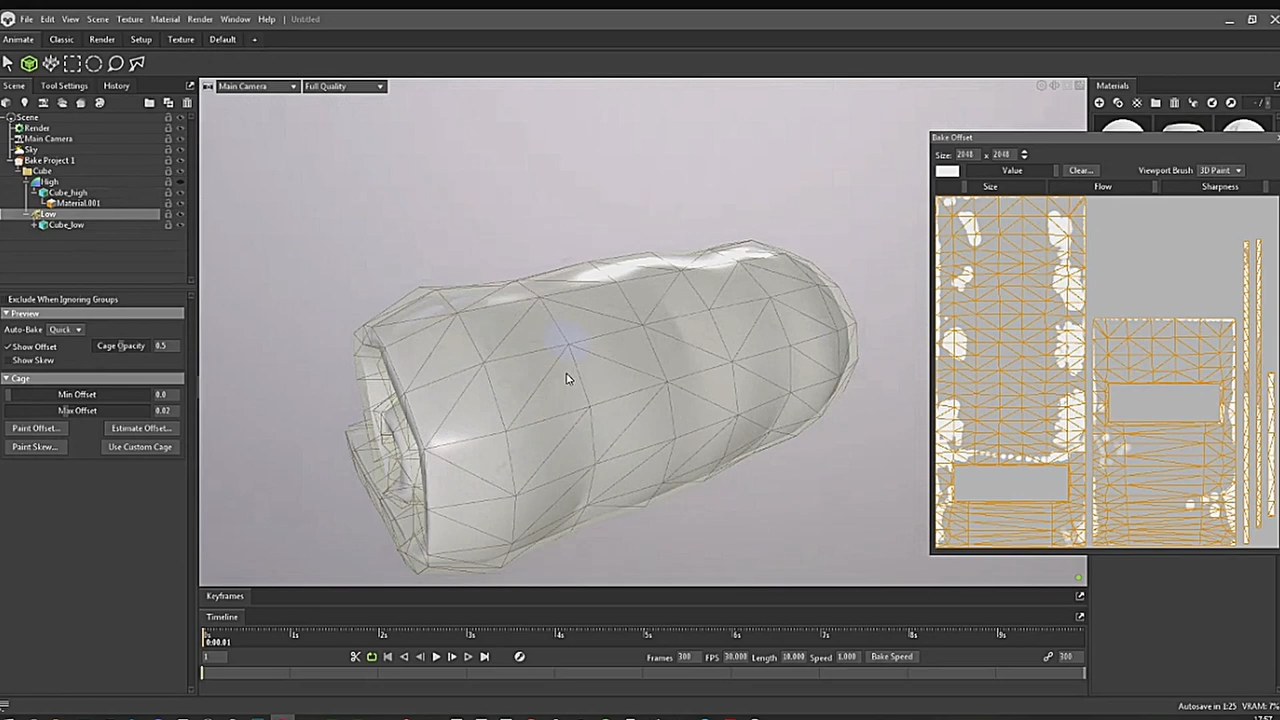 File Edit View Scene Texture Material Render Window Help Untitled
Animate Classic Render Setup Texture Default +
Scene Tool Settings History
Main Camera Full Quality
Materials
Scene
Render
Main Camera
Sky
Bake Project 1
Cube
High
Cube_high
Material.001
Low
Cube_low
Bake Offset
Size: 2048 x 2048
Value Clear... Viewport Brush 3D Paint
Size Flow Sharpness
Exclude When Ignoring Groups
Preview
Auto-Bake Quick
Show Offset Cage Opacity 0.5
Show Skew
Cage
Min Offset 0.0
Max Offset 0.02
Paint Offset... Estimate Offset...
Paint Skew... Use Custom Cage
Keyframes
Timeline
0s 1s 2s 3s 4s 5s 6s 7s 8s 9s
0:00.01
1 Frames 300 FPS 30.000 Length 10.000 Speed 1.000 Bake Speed 300
Autosave in 1:25 VRAM: 7%